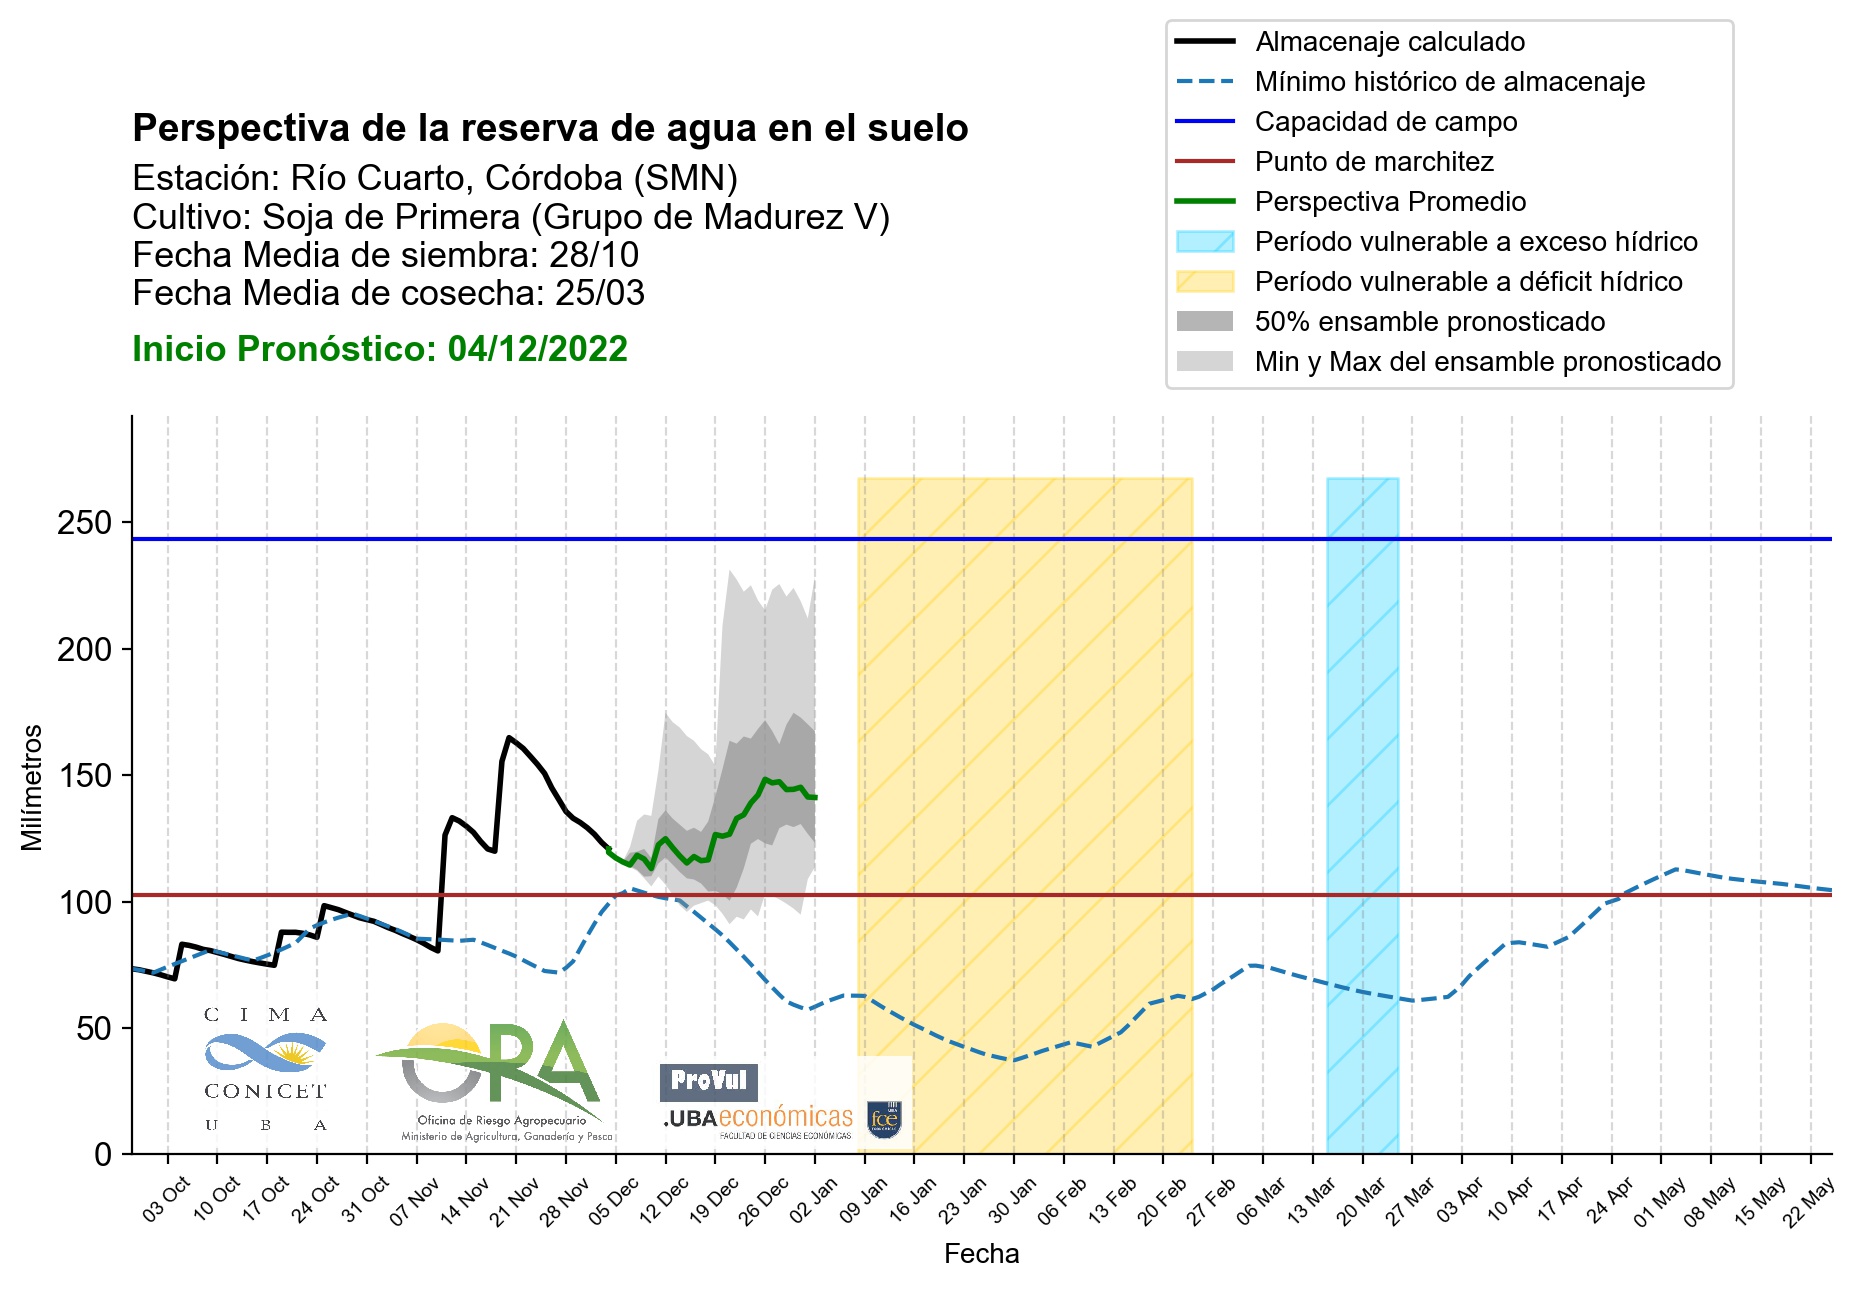 Almacenaje calculado
Mínimo histórico de almacenaje
Capacidad de campo
Punto de marchitez
Perspectiva Promedio
Período vulnerable a exceso hídrico
Período vulnerable a déficit hídrico
50% ensamble pronosticado
Min y Max del ensamble pronosticado
Perspectiva de la reserva de agua en el suelo
Estación: Río Cuarto, Córdoba (SMN)
Cultivo: Soja de Primera (Grupo de Madurez V)
Fecha Media de siembra: 28/10
Fecha Media de cosecha: 25/03
Inicio Pronóstico: 04/12/2022
Milímetros
250
200
150
100
50
0
CIMA
CONICET
UBA
ORA
Oficina de Riesgo Agropecuario
Ministerio de Agricultura, Ganadería y Pesca
ProVul
.UBAeconómicas
FACULTAD DE CIENCIAS ECONÓMICAS
UBA
fce
03 Oct
10 Oct
17 Oct
24 Oct
31 Oct
07 Nov
14 Nov
21 Nov
28 Nov
05 Dec
12 Dec
19 Dec
26 Dec
02 Jan
09 Jan
16 Jan
23 Jan
30 Jan
06 Feb
13 Feb
20 Feb
27 Feb
06 Mar
13 Mar
20 Mar
27 Mar
03 Apr
10 Apr
17 Apr
24 Apr
01 May
08 May
15 May
22 May
Fecha